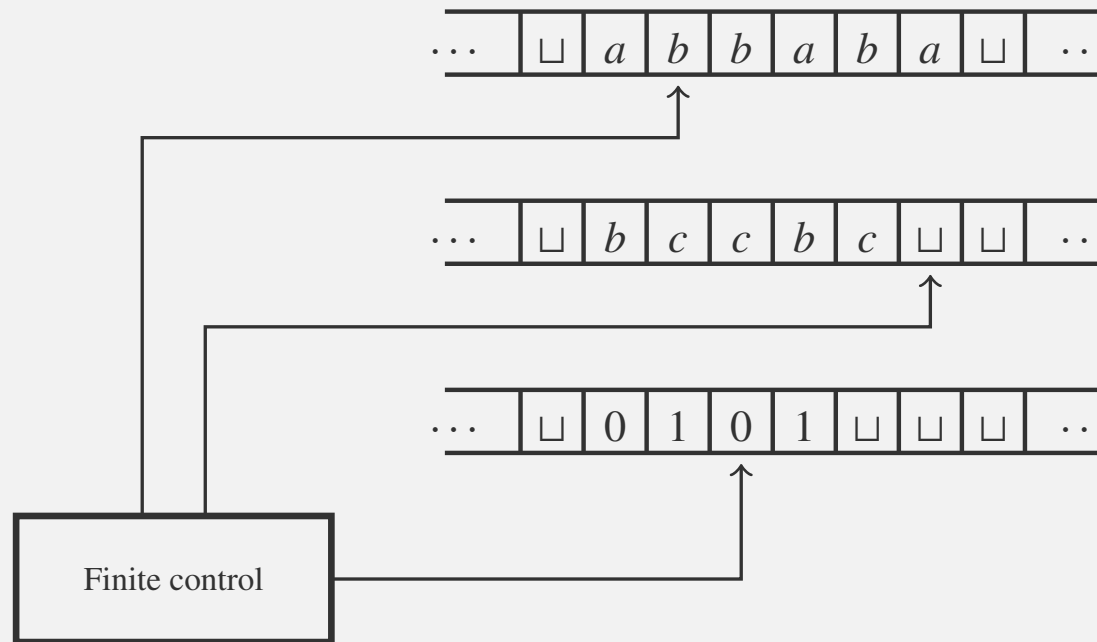 ··· ⊔ a b b a b a ⊔ ··
··· ⊔ b c c b c ⊔ ⊔ ··
··· ⊔ 0 1 0 1 ⊔ ⊔ ⊔ ··
Finite control